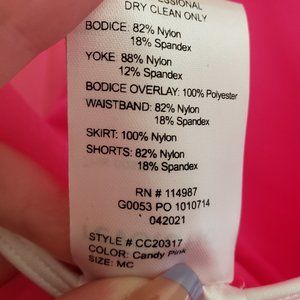 DRY CLEAN ONLY
BODICE: 82% Nylon
18% Spandex
YOKE: 88% Nylon
12% Spandex
BODICE OVERLAY: 100% Polyester
WAISTBAND: 82% Nylon
18% Spandex
SKIRT: 100% Nylon
SHORTS: 82% Nylon
18% Spandex
RN # 114987
G0053 PO 1010714
042021
STYLE # CC20317
COLOR: Candy Pink
SIZE: MC